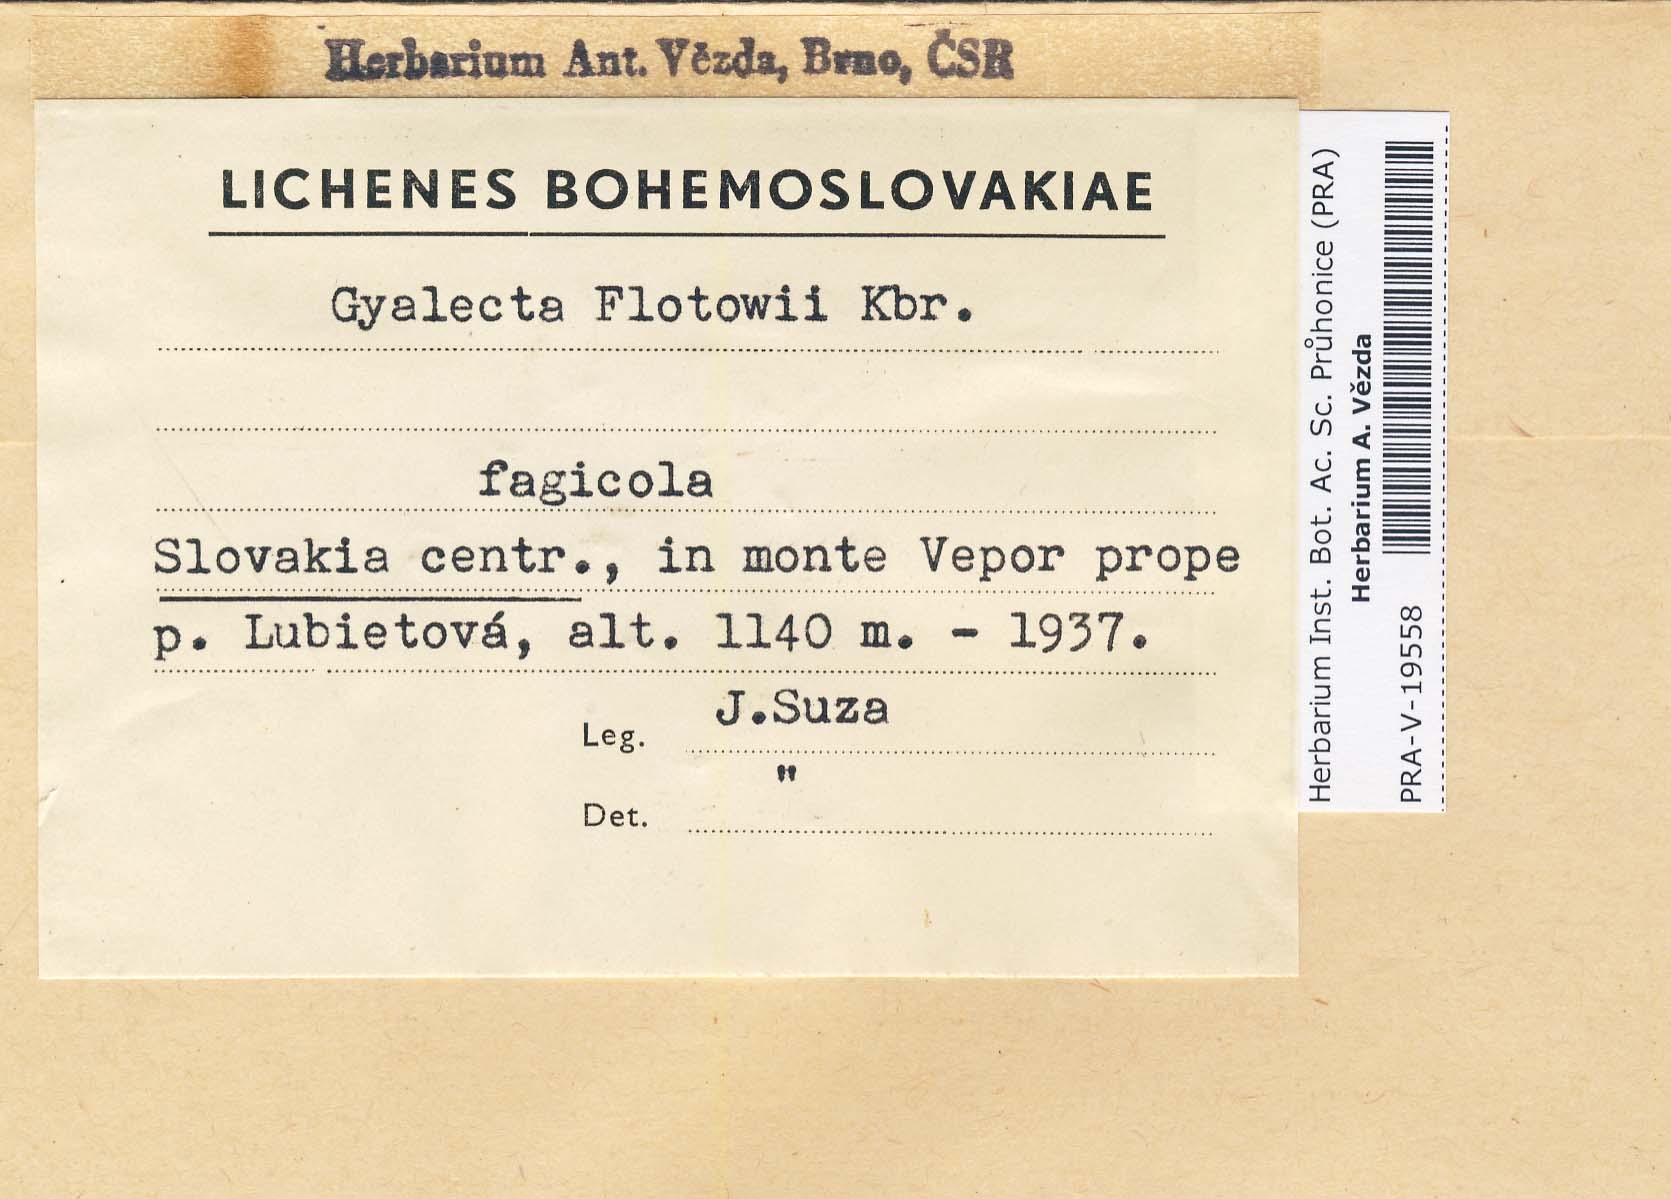 Herbarium Ant. Vězda, Brno, ČSR
LICHENES BOHEMOSLOVAKIAE
Gyalecta Flotowii Kbr.
fagicola
Slovakia centr., in monte Vepor prope
p. Lubietová, alt. 1140 m. - 1937.
J.Suza
Leg.
"
Det.
Herbarium Inst. Bot. Ac. Sc. Průhonice (PRA)
Herbarium A. Vězda
PRA-V-19558